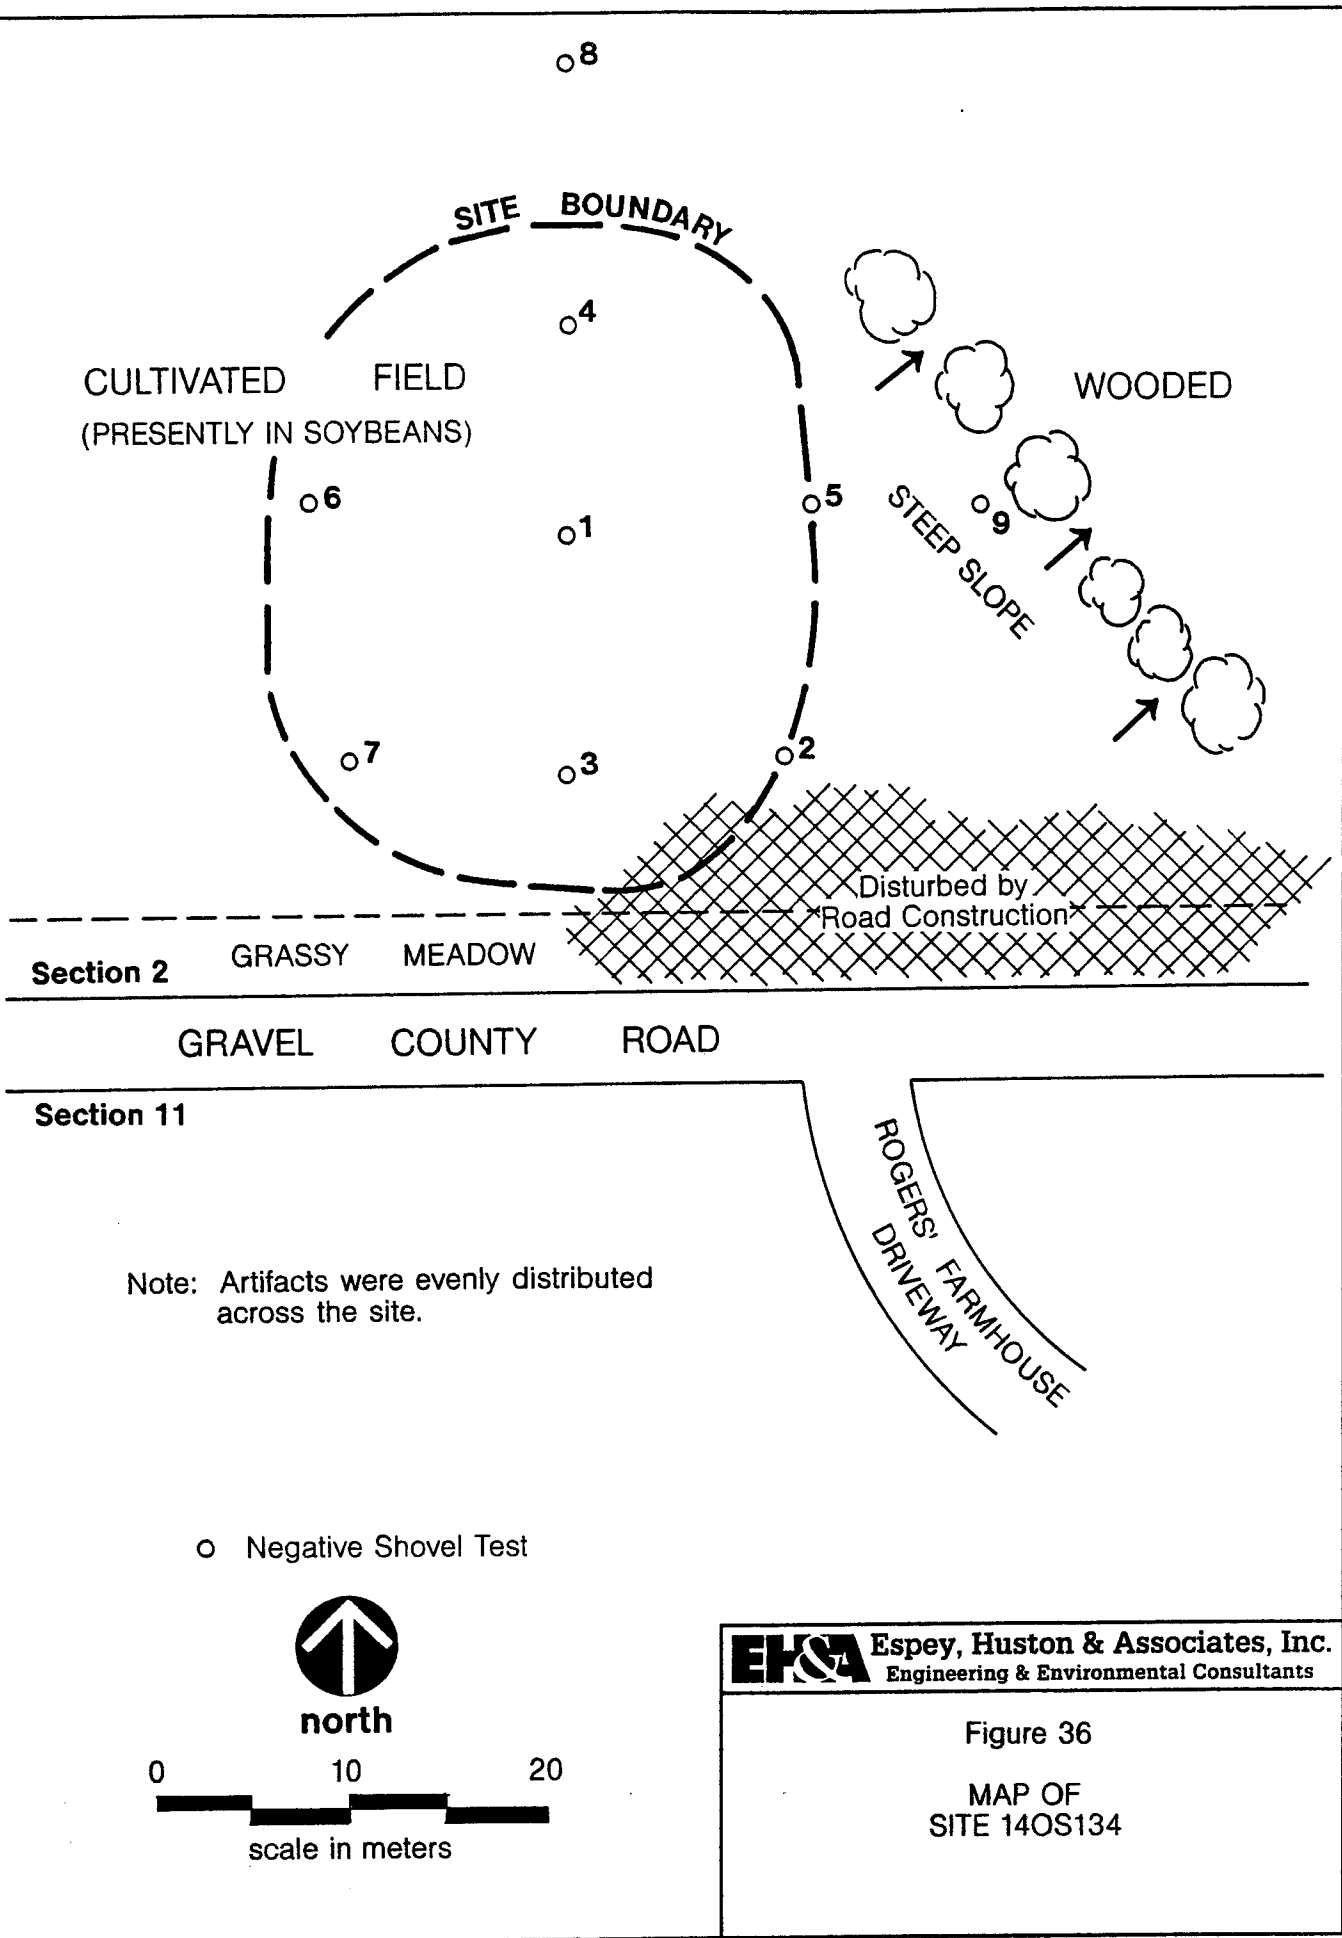 8
SITE BOUNDARY
4
CULTIVATED FIELD
(PRESENTLY IN SOYBEANS)
WOODED
6
1
5
9
STEEP SLOPE
7
3
2
Disturbed by
Road Construction
GRASSY MEADOW
Section 2
GRAVEL COUNTY ROAD
Section 11
ROGERS' FARMHOUSE
DRIVEWAY
Note: Artifacts were evenly distributed
across the site.
Negative Shovel Test
north
0 10 20
scale in meters
EH&A Espey, Huston & Associates, Inc.
Engineering & Environmental Consultants
Figure 36
MAP OF
SITE 14OS134